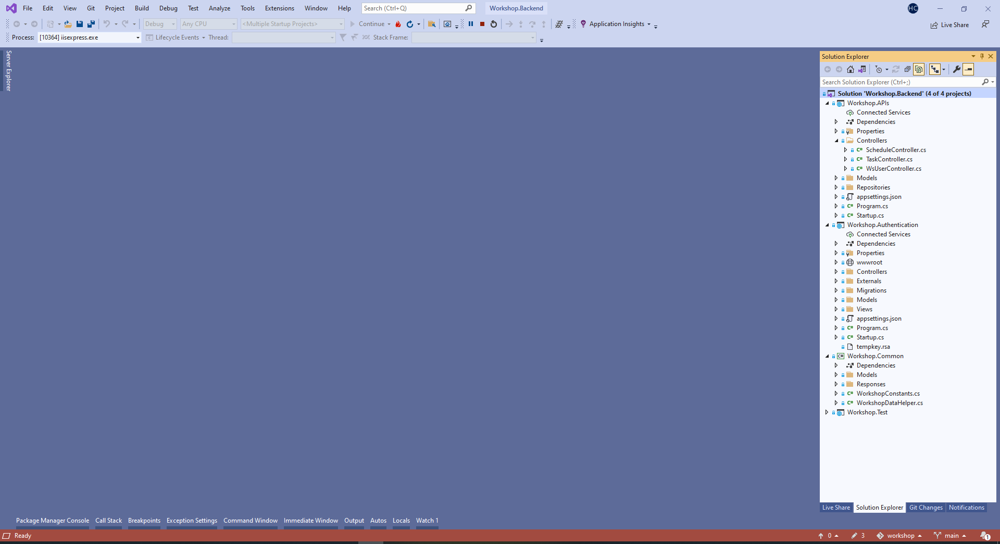 File Edit View Git Project Build Debug Test Analyze Tools Extensions Window Help Search (Ctrl+Q) Workshop.Backend HC
Debug Any CPU <Multiple Startup Projects> Continue Application Insights Live Share
Process: [10364] iisexpress.exe Lifecycle Events Thread: Stack Frame:
Server Explorer
Solution Explorer
Search Solution Explorer (Ctrl+;)
Solution 'Workshop.Backend' (4 of 4 projects)
Workshop.APIs
Connected Services
Dependencies
Properties
Controllers
C# ScheduleController.cs
C# TaskController.cs
C# WsUserController.cs
Models
Repositories
appsettings.json
C# Program.cs
C# Startup.cs
Workshop.Authentication
Connected Services
Dependencies
Properties
wwwroot
Controllers
Externals
Migrations
Models
Views
appsettings.json
C# Program.cs
C# Startup.cs
tempkey.rsa
C# Workshop.Common
Dependencies
Models
Responses
C# WorkshopConstants.cs
C# WorkshopDataHelper.cs
Workshop.Test
Live Share Solution Explorer Git Changes Notifications
Package Manager Console Call Stack Breakpoints Exception Settings Command Window Immediate Window Output Autos Locals Watch 1
Ready 0 3 workshop main 1